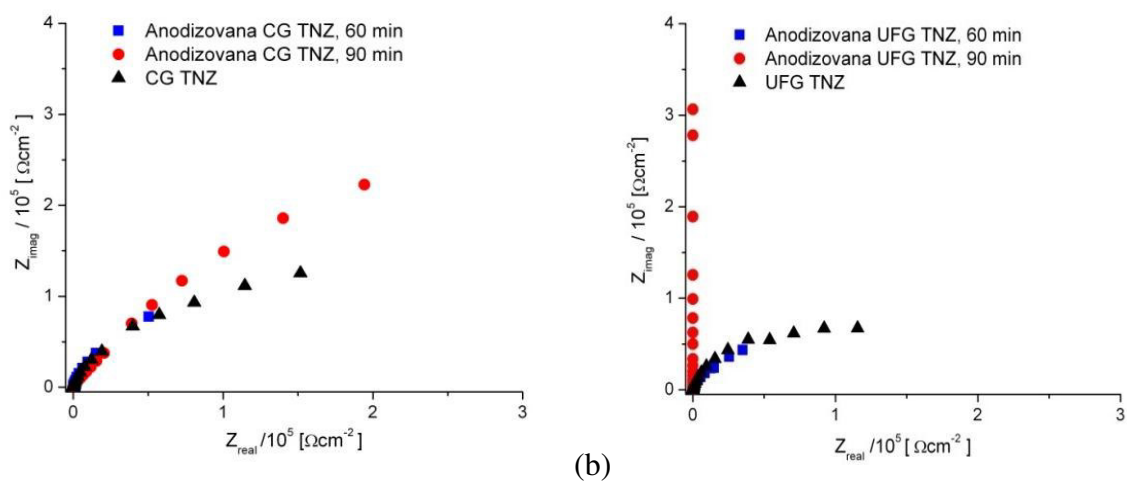 4
3
2
1
0
Z_imag / 10^5 [ Ωcm^-2 ]
Anodizovana CG TNZ, 60 min
Anodizovana CG TNZ, 90 min
CG TNZ
0
1
2
3
Z_real /10^5 [ Ωcm^-2 ]
(b)
4
3
2
1
0
Z_imag / 10^5 [Ωcm^-2]
Anodizovana UFG TNZ, 60 min
Anodizovana UFG TNZ, 90 min
UFG TNZ
0
1
2
3
Z_real /10^5 [ Ωcm^-2 ]